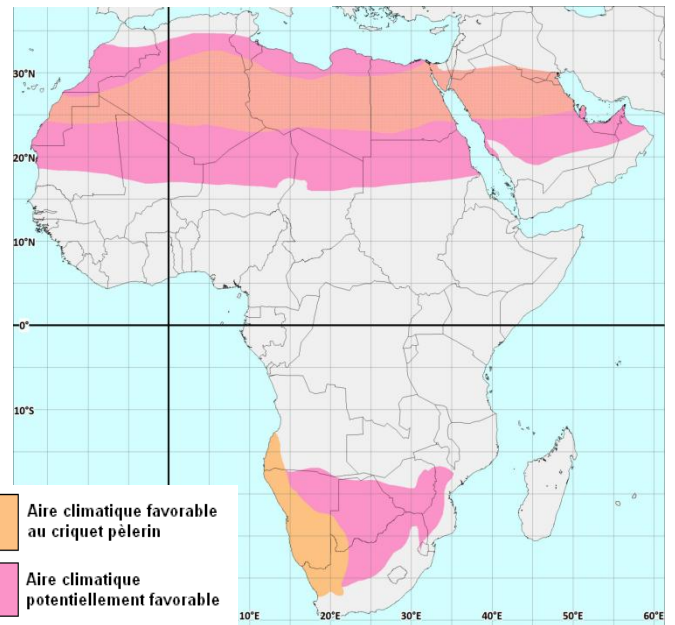 30°N
20°N
10°N
0°
10°S
Aire climatique favorable
au criquet pèlerin
Aire climatique
potentiellement favorable
10°E
20°E
30°E
40°E
50°E
60°E